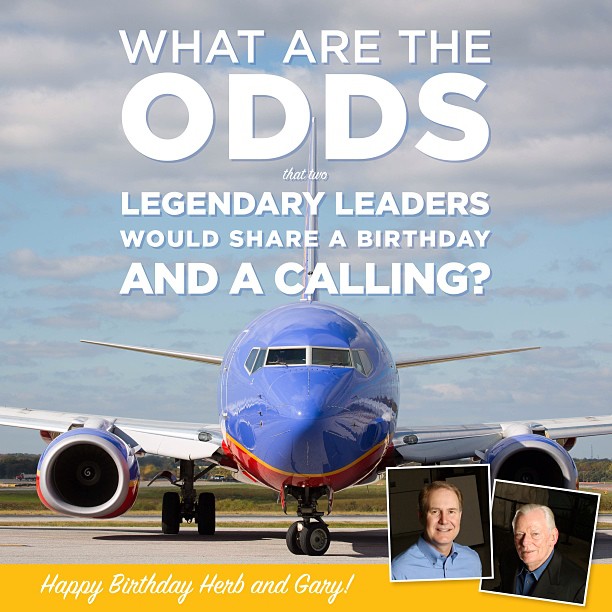 WHAT ARE THE
ODDS
that two
LEGENDARY LEADERS
WOULD SHARE A BIRTHDAY
AND A CALLING?
Happy Birthday Herb and Gary!